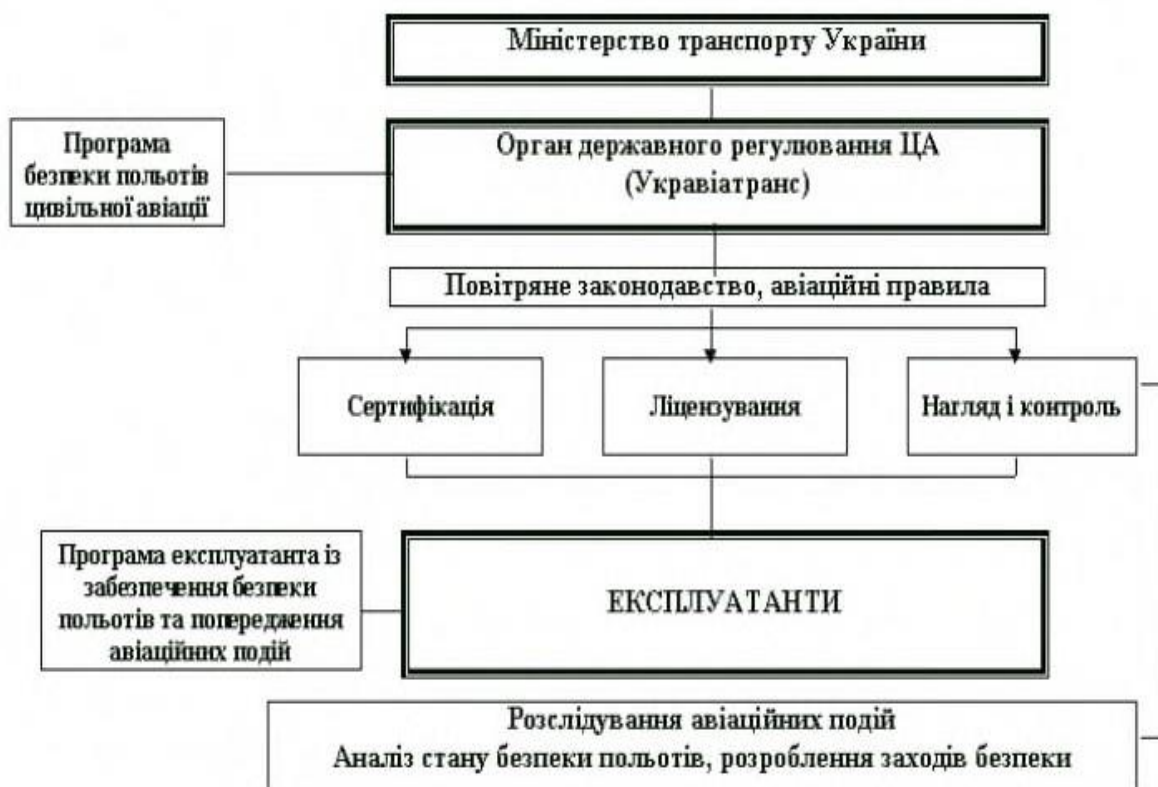 Міністерство транспорту України
Орган державного регулювання ЦА
(Укравіатранс)
Програма
безпеки польотів
цивільної авіації
Повітряне законодавство, авіаційні правила
Сертифікація
Ліцензування
Нагляд і контроль
Програма експлуатанта із
забезпечення безпеки
польотів та попередження
авіаційних подій
ЕКСПЛУАТАНТИ
Розслідування авіаційних подій
Аналіз стану безпеки польотів, розроблення заходів безпеки